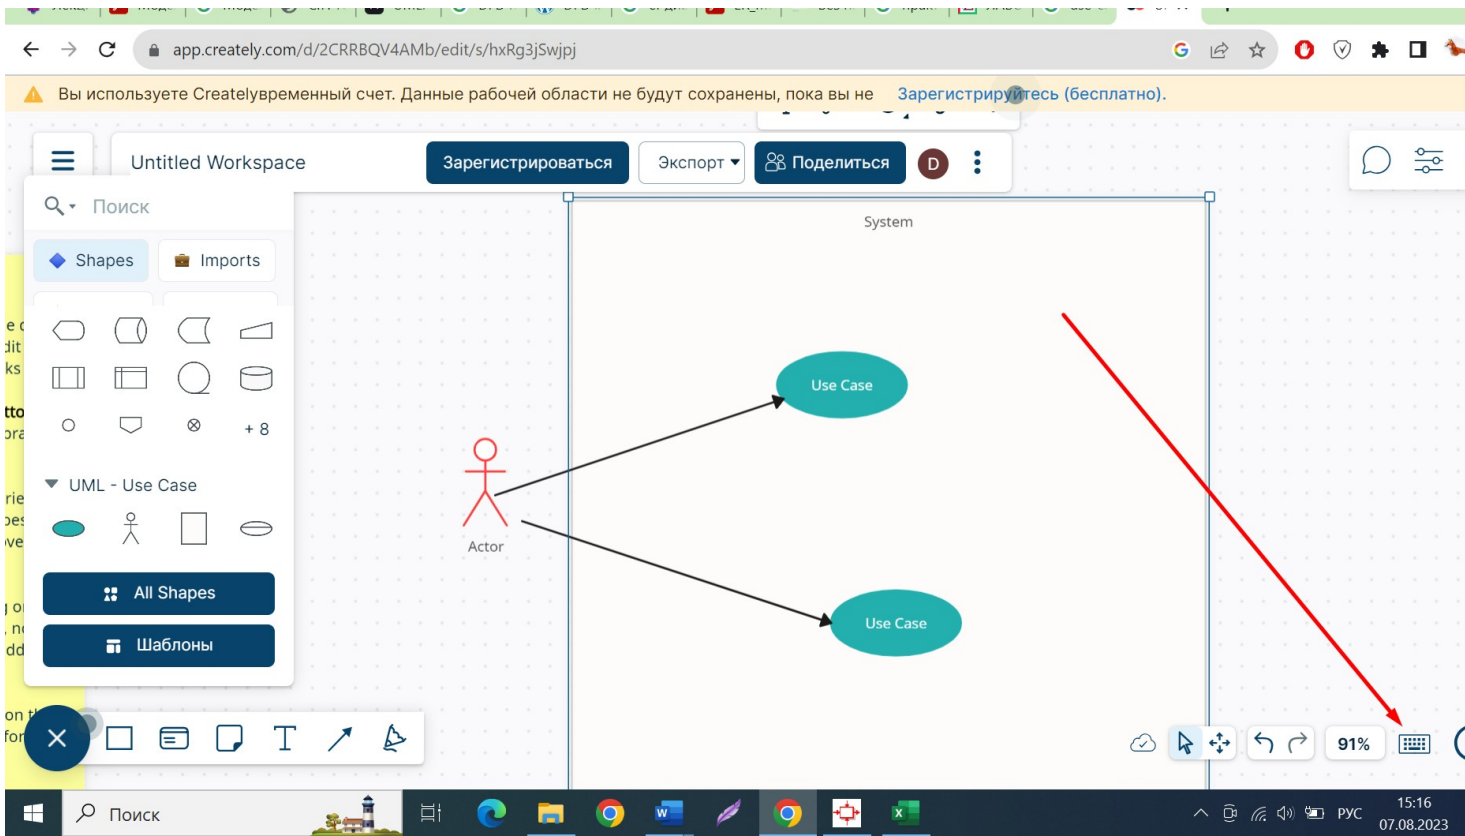 app.creately.com/d/2CRRBQV4AMb/edit/s/hxRg3jSwjpj
Вы используете Createlyвременный счет. Данные рабочей области не будут сохранены, пока вы не Зарегистрируйтесь (бесплатно).
Untitled Workspace
Зарегистрироваться
Экспорт
Поделиться
D
Поиск
Shapes
Imports
+ 8
UML - Use Case
All Shapes
Шаблоны
System
Use Case
Actor
Use Case
T
91%
Поиск
РУС
15:16
07.08.2023